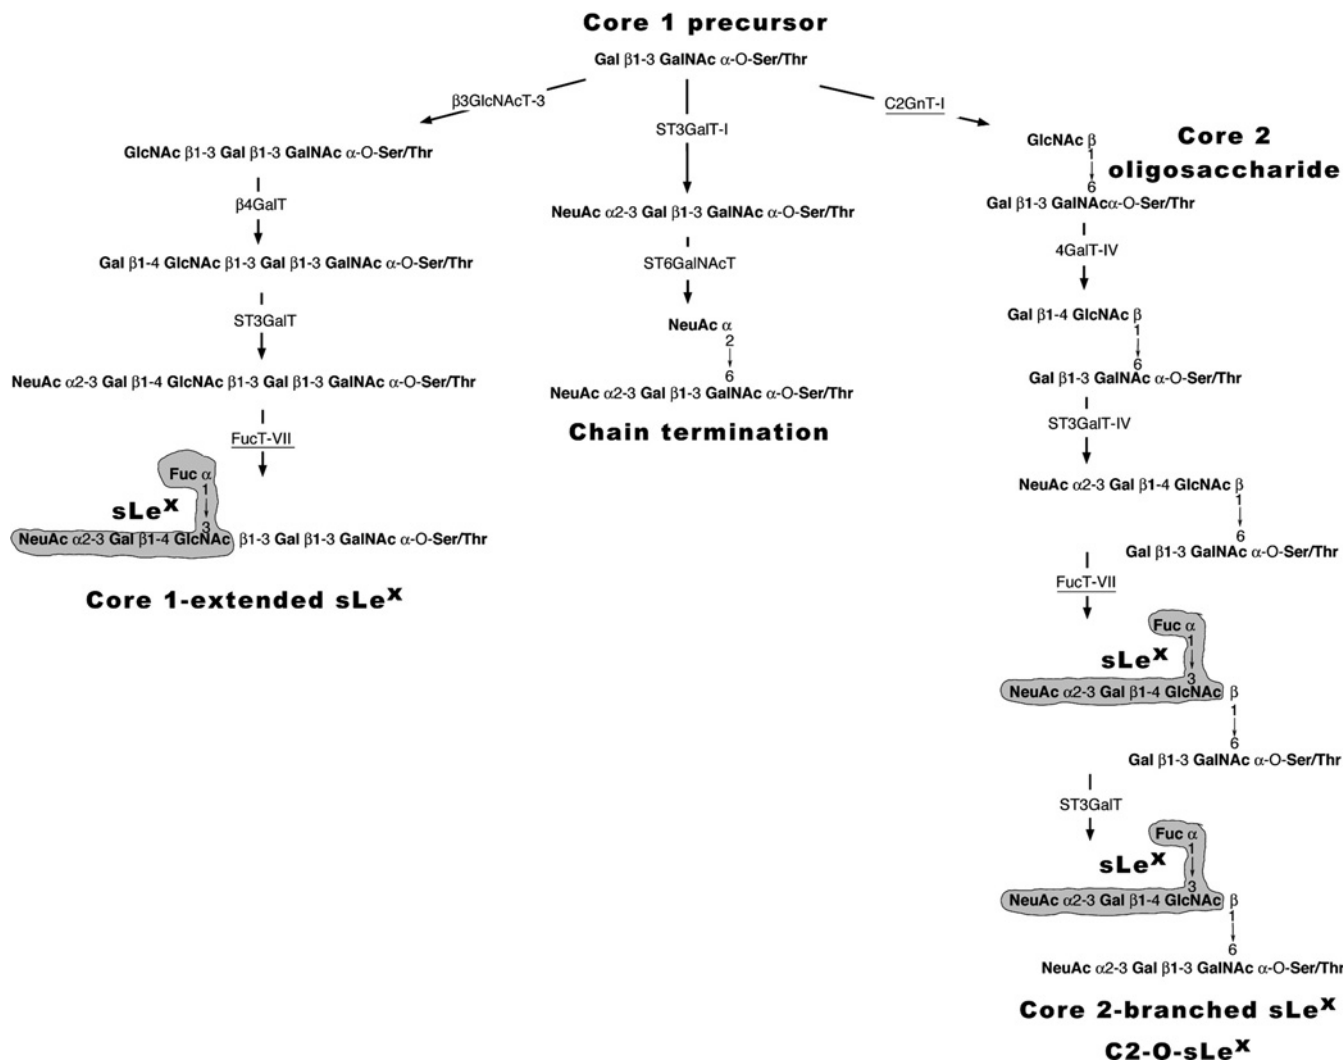 Core 1 precursor
Gal β1-3 GalNAc α-O-Ser/Thr
β3GlcNAcT-3
GlcNAc β1-3 Gal β1-3 GalNAc α-O-Ser/Thr
β4GalT
Gal β1-4 GlcNAc β1-3 Gal β1-3 GalNAc α-O-Ser/Thr
ST3GalT
NeuAc α2-3 Gal β1-4 GlcNAc β1-3 Gal β1-3 GalNAc α-O-Ser/Thr
FucT-VII
Fuc α
1
sLeX
3
NeuAc α2-3 Gal β1-4 GlcNAc β1-3 Gal β1-3 GalNAc α-O-Ser/Thr
Core 1-extended sLeX
ST3GalT-I
NeuAc α2-3 Gal β1-3 GalNAc α-O-Ser/Thr
ST6GalNAcT
NeuAc α
2
6
NeuAc α2-3 Gal β1-3 GalNAc α-O-Ser/Thr
Chain termination
C2GnT-I
Core 2
oligosaccharide
GlcNAc β
1
6
Gal β1-3 GalNAcα-O-Ser/Thr
4GalT-IV
Gal β1-4 GlcNAc β
1
6
Gal β1-3 GalNAc α-O-Ser/Thr
ST3GalT-IV
NeuAc α2-3 Gal β1-4 GlcNAc β
1
6
Gal β1-3 GalNAc α-O-Ser/Thr
FucT-VII
Fuc α
1
sLeX
3
NeuAc α2-3 Gal β1-4 GlcNAc β
1
6
Gal β1-3 GalNAc α-O-Ser/Thr
ST3GalT
Fuc α
1
sLeX
3
NeuAc α2-3 Gal β1-4 GlcNAc β
1
6
NeuAc α2-3 Gal β1-3 GalNAc α-O-Ser/Thr
Core 2-branched sLeX
C2-O-sLeX